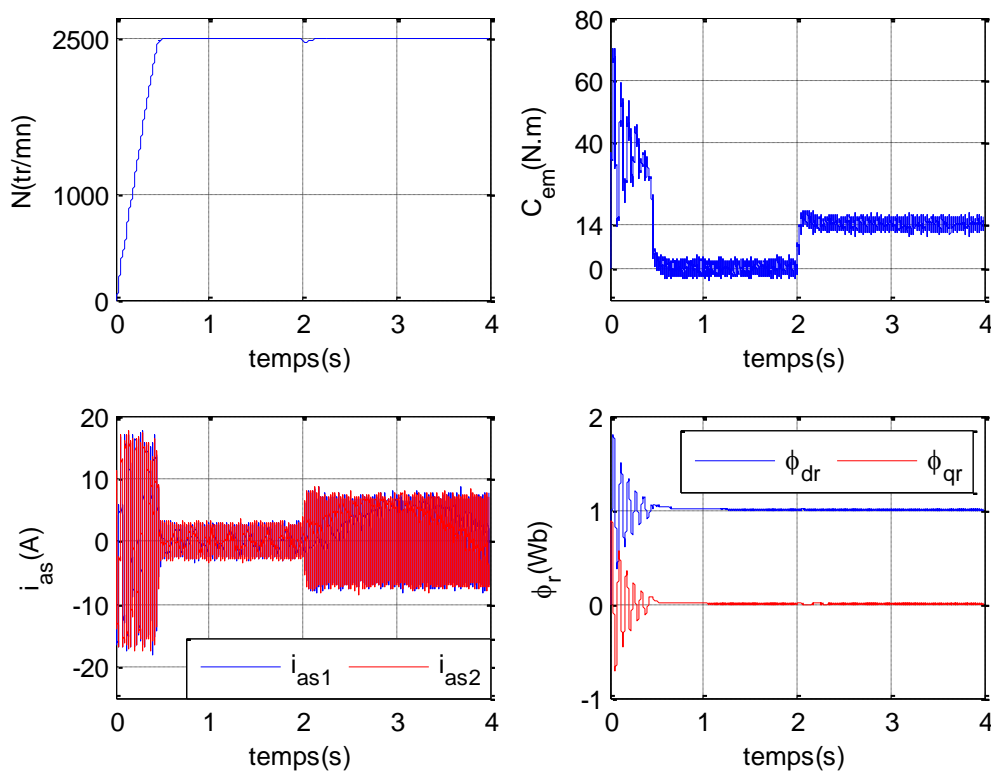 2500
1000
0
N(tr/mn)
0 1 2 3 4
temps(s)
80
60
40
14
0
C_em(N.m)
0 1 2 3 4
temps(s)
20
10
0
-10
-20
i_as(A)
i_as1 i_as2
0 1 2 3 4
temps(s)
2
1
0
-1
ϕ_r(Wb)
ϕ_dr ϕ_qr
0 1 2 3 4
temps(s)